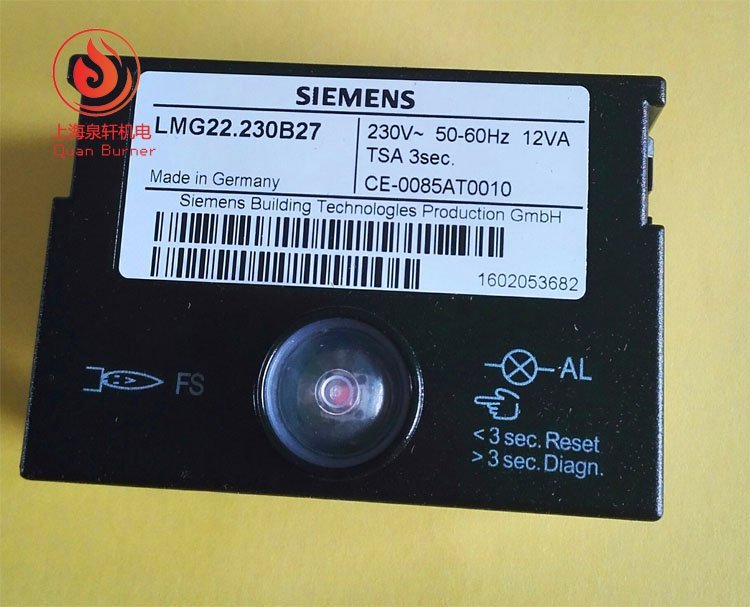 上海泉轩机电
Quan Burner
SIEMENS
LMG22.230B27
230V~ 50-60Hz 12VA
TSA 3sec.
Made in Germany
CE-0085AT0010
Siemens Building Technologles Production GmbH
1602053682
FS
AL
< 3 sec. Reset
> 3 sec. Diagn.